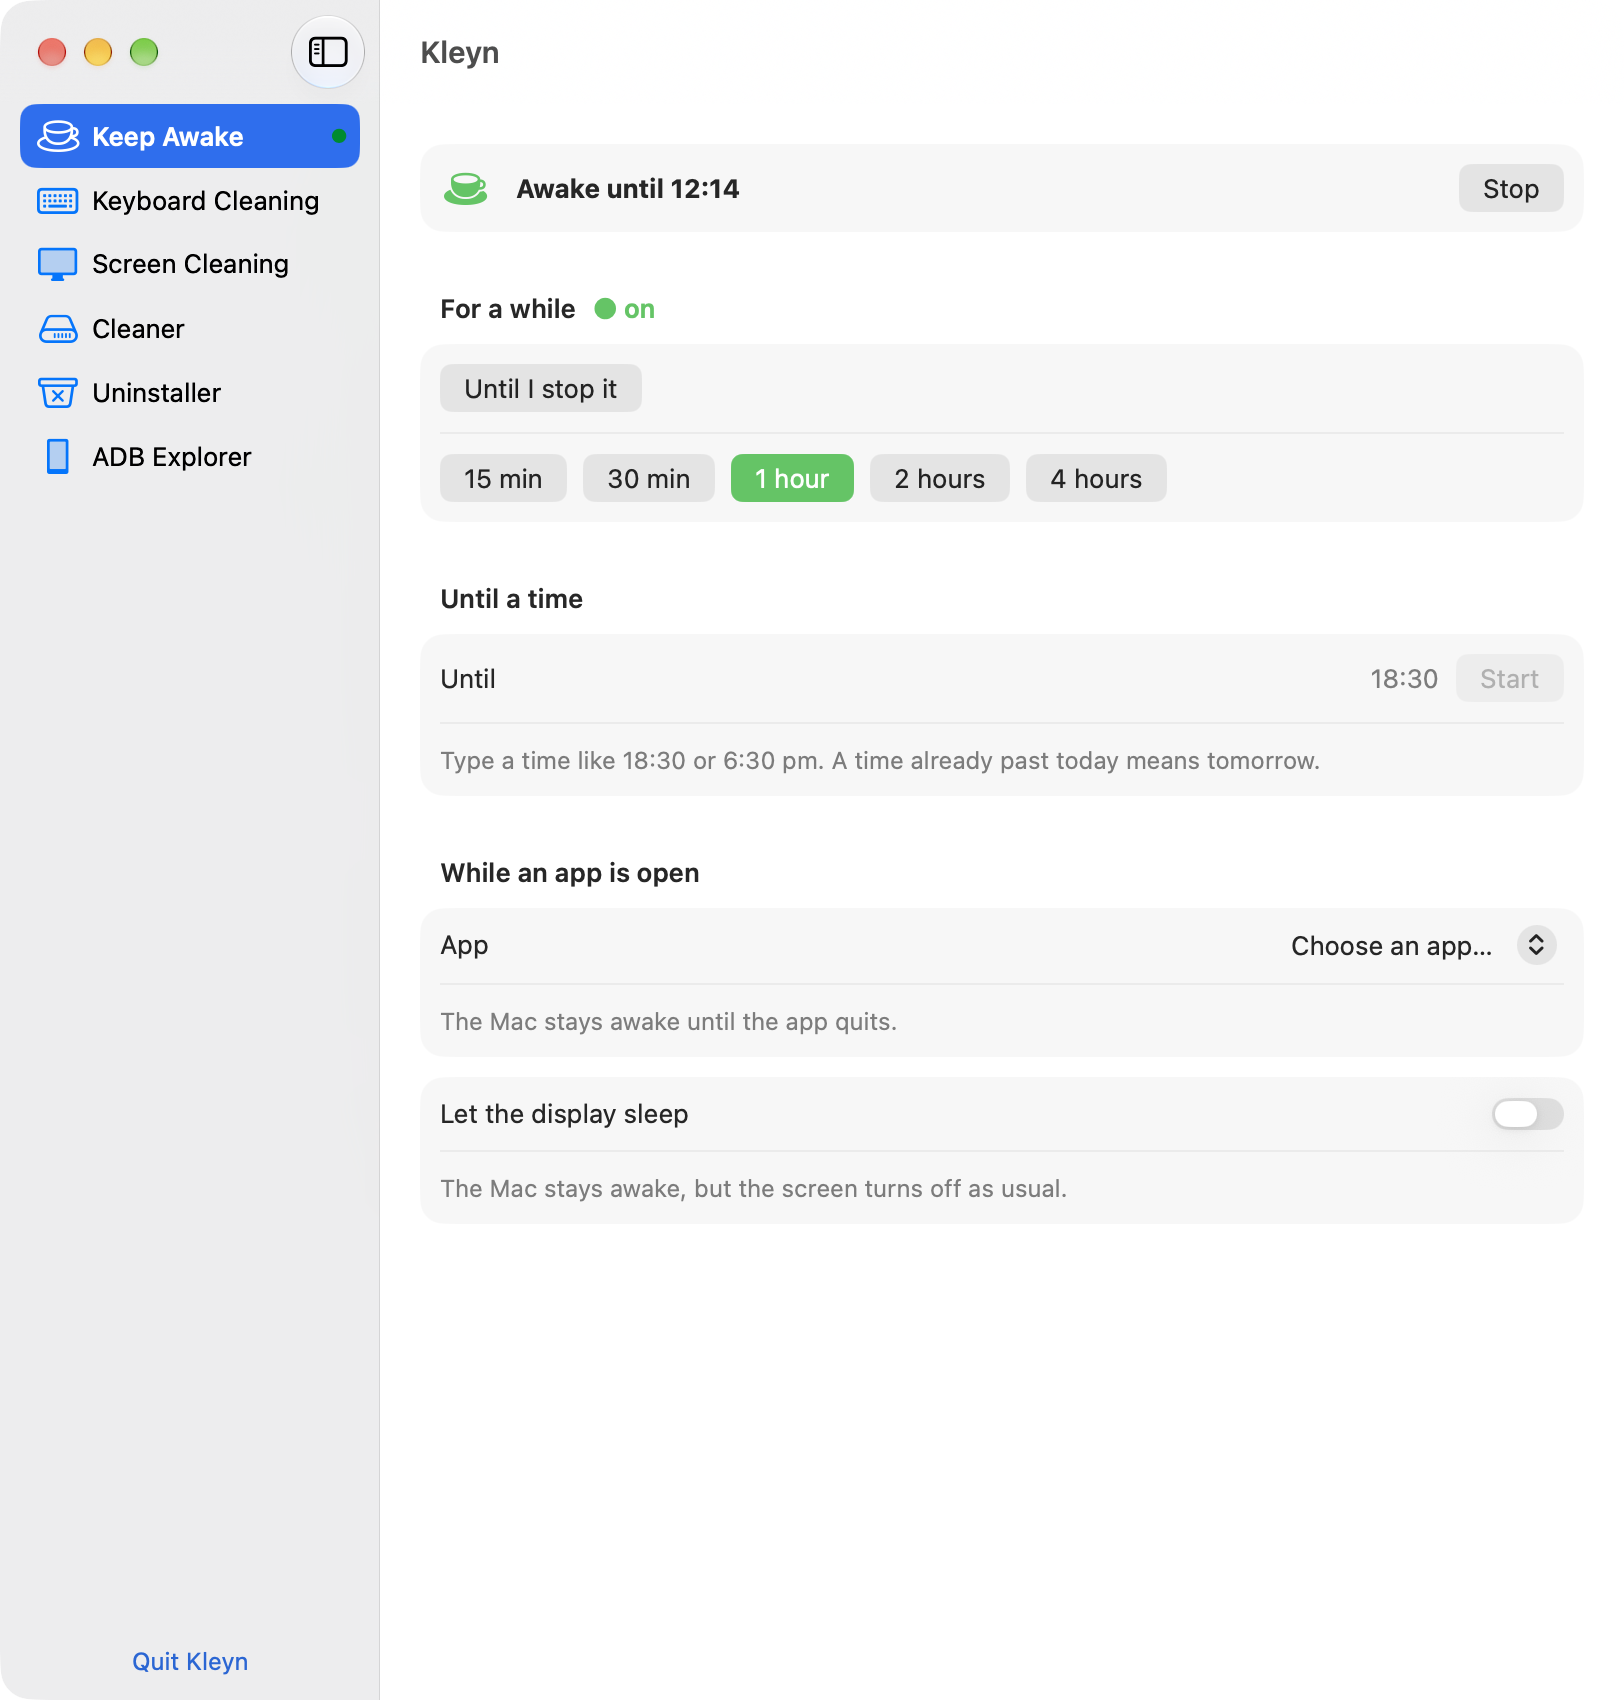 Kleyn
Keep Awake
Keyboard Cleaning
Screen Cleaning
Cleaner
Uninstaller
ADB Explorer
Quit Kleyn
Awake until 12:14
Stop
For a while on
Until I stop it
15 min 30 min 1 hour 2 hours 4 hours
Until a time
Until 18:30 Start
Type a time like 18:30 or 6:30 pm. A time already past today means tomorrow.
While an app is open
App Choose an app...
The Mac stays awake until the app quits.
Let the display sleep
The Mac stays awake, but the screen turns off as usual.